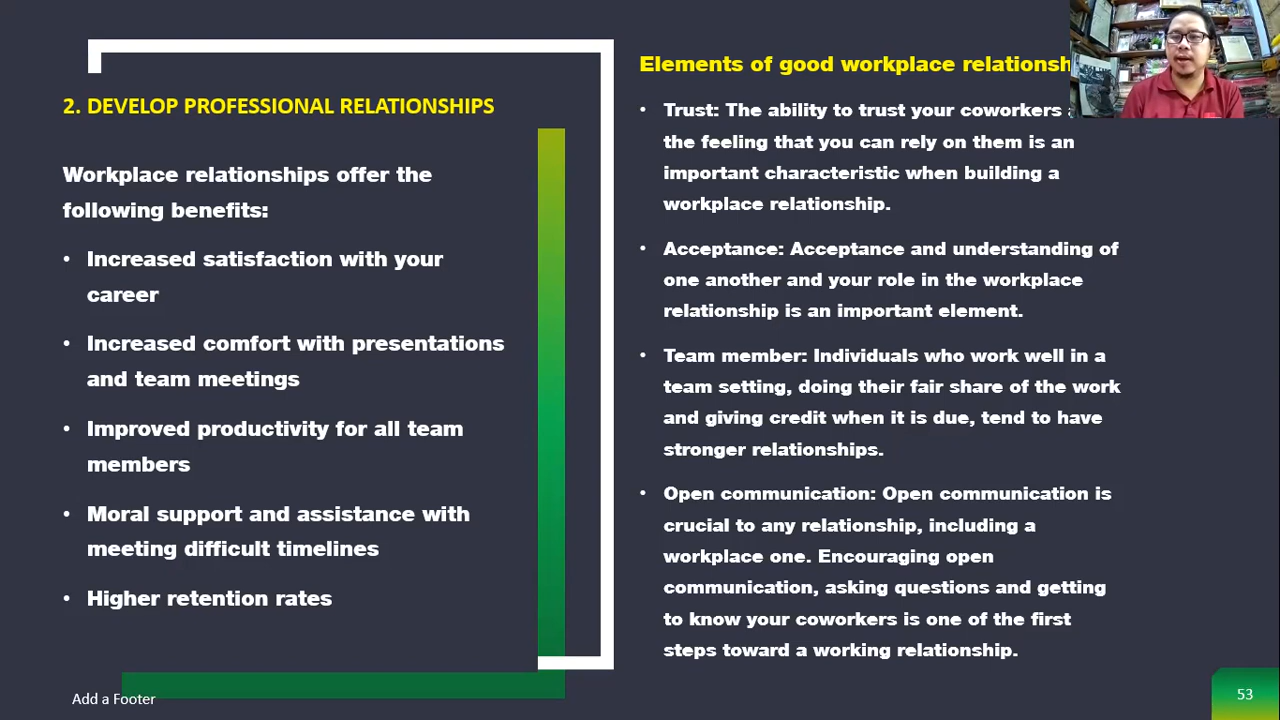 2. DEVELOP PROFESSIONAL RELATIONSHIPS
Workplace relationships offer the
following benefits:
• Increased satisfaction with your
career
• Increased comfort with presentations
and team meetings
• Improved productivity for all team
members
• Moral support and assistance with
meeting difficult timelines
• Higher retention rates
Elements of good workplace relationsh
• Trust: The ability to trust your coworkers
the feeling that you can rely on them is an
important characteristic when building a
workplace relationship.
• Acceptance: Acceptance and understanding of
one another and your role in the workplace
relationship is an important element.
• Team member: Individuals who work well in a
team setting, doing their fair share of the work
and giving credit when it is due, tend to have
stronger relationships.
• Open communication: Open communication is
crucial to any relationship, including a
workplace one. Encouraging open
communication, asking questions and getting
to know your coworkers is one of the first
steps toward a working relationship.
Add a Footer
53